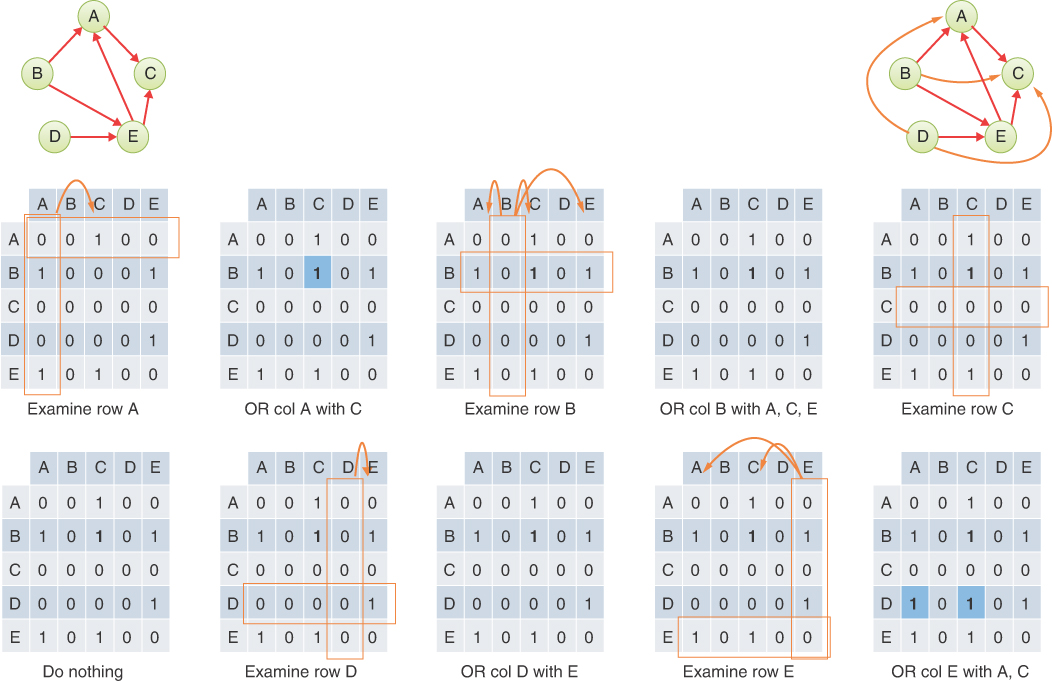 A
B
C
D
E
A
B
C
D
E
A B C D E
A 0 0 1 0 0
B 1 0 0 0 1
C 0 0 0 0 0
D 0 0 0 0 1
E 1 0 1 0 0
Examine row A
A B C D E
A 0 0 1 0 0
B 1 0 1 0 1
C 0 0 0 0 0
D 0 0 0 0 1
E 1 0 1 0 0
OR col A with C
A B C D E
A 0 0 1 0 0
B 1 0 1 0 1
C 0 0 0 0 0
D 0 0 0 0 1
E 1 0 1 0 0
Examine row B
A B C D E
A 0 0 1 0 0
B 1 0 1 0 1
C 0 0 0 0 0
D 0 0 0 0 1
E 1 0 1 0 0
OR col B with A, C, E
A B C D E
A 0 0 1 0 0
B 1 0 1 0 1
C 0 0 0 0 0
D 0 0 0 0 1
E 1 0 1 0 0
Examine row C
A B C D E
A 0 0 1 0 0
B 1 0 1 0 1
C 0 0 0 0 0
D 0 0 0 0 1
E 1 0 1 0 0
Do nothing
A B C D E
A 0 0 1 0 0
B 1 0 1 0 1
C 0 0 0 0 0
D 0 0 0 0 1
E 1 0 1 0 0
Examine row D
A B C D E
A 0 0 1 0 0
B 1 0 1 0 1
C 0 0 0 0 0
D 0 0 0 0 1
E 1 0 1 0 0
OR col D with E
A B C D E
A 0 0 1 0 0
B 1 0 1 0 1
C 0 0 0 0 0
D 0 0 0 0 1
E 1 0 1 0 0
Examine row E
A B C D E
A 0 0 1 0 0
B 1 0 1 0 1
C 0 0 0 0 0
D 1 0 1 0 1
E 1 0 1 0 0
OR col E with A, C